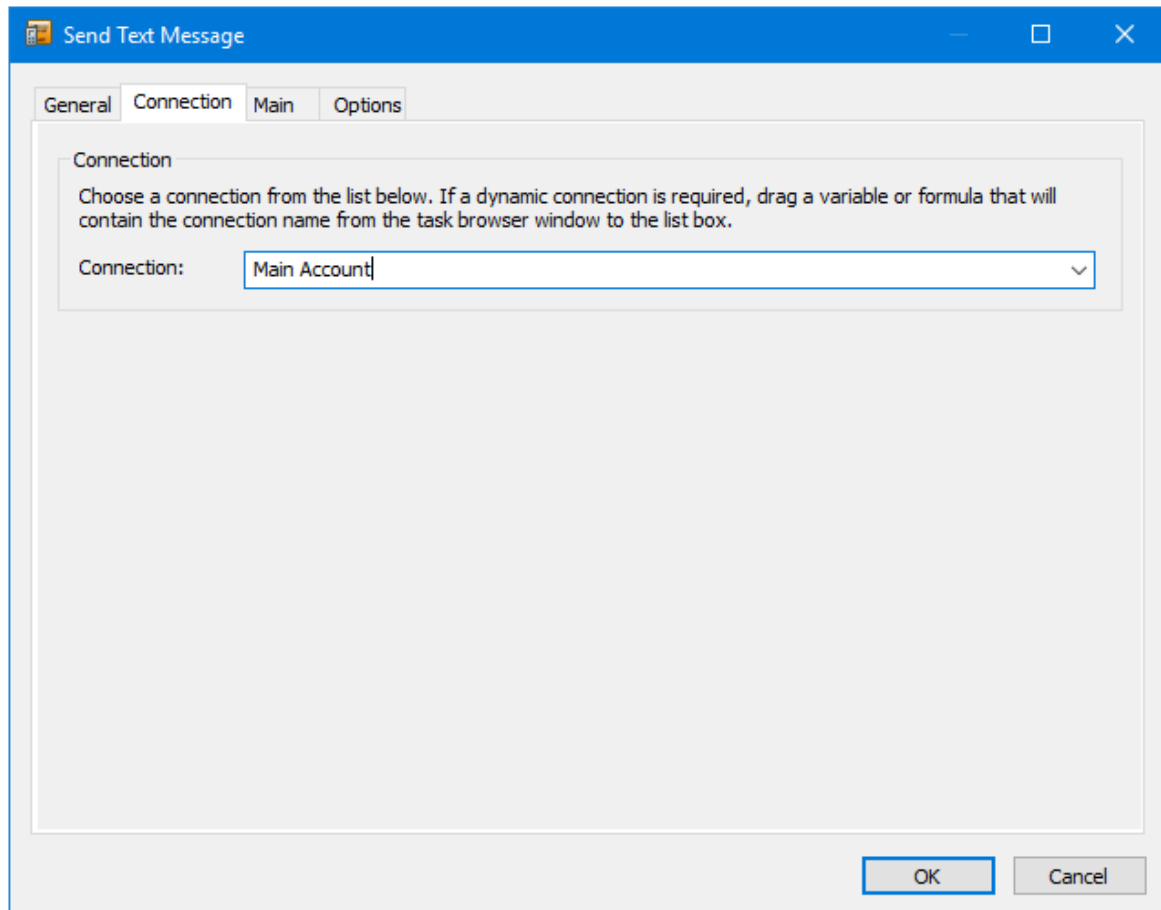 Send Text Message
General Connection Main Options
Connection
Choose a connection from the list below. If a dynamic connection is required, drag a variable or formula that will
contain the connection name from the task browser window to the list box.
Connection: Main Account
OK Cancel